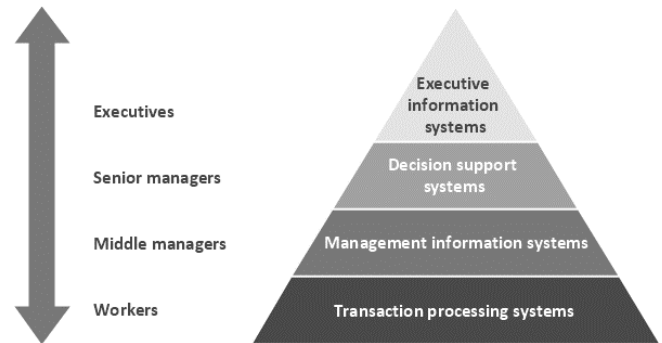 Executives
Executive
information
systems
Senior managers
Decision support
systems
Middle managers
Management information systems
Workers
Transaction processing systems